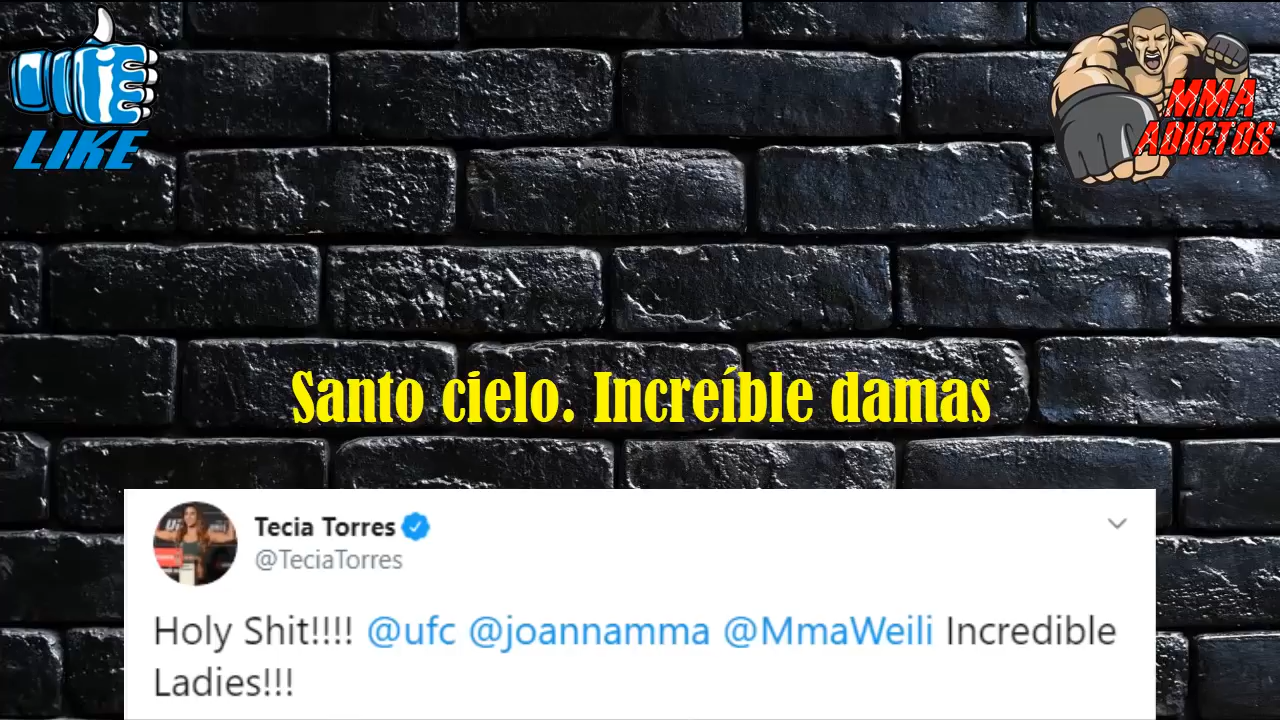 LIKE
MMA
ADICTOS
Santo cielo. Increíble damas
Tecia Torres
@TeciaTorres
Holy Shit!!!! @ufc @joannamma @MmaWeili Incredible
Ladies!!!